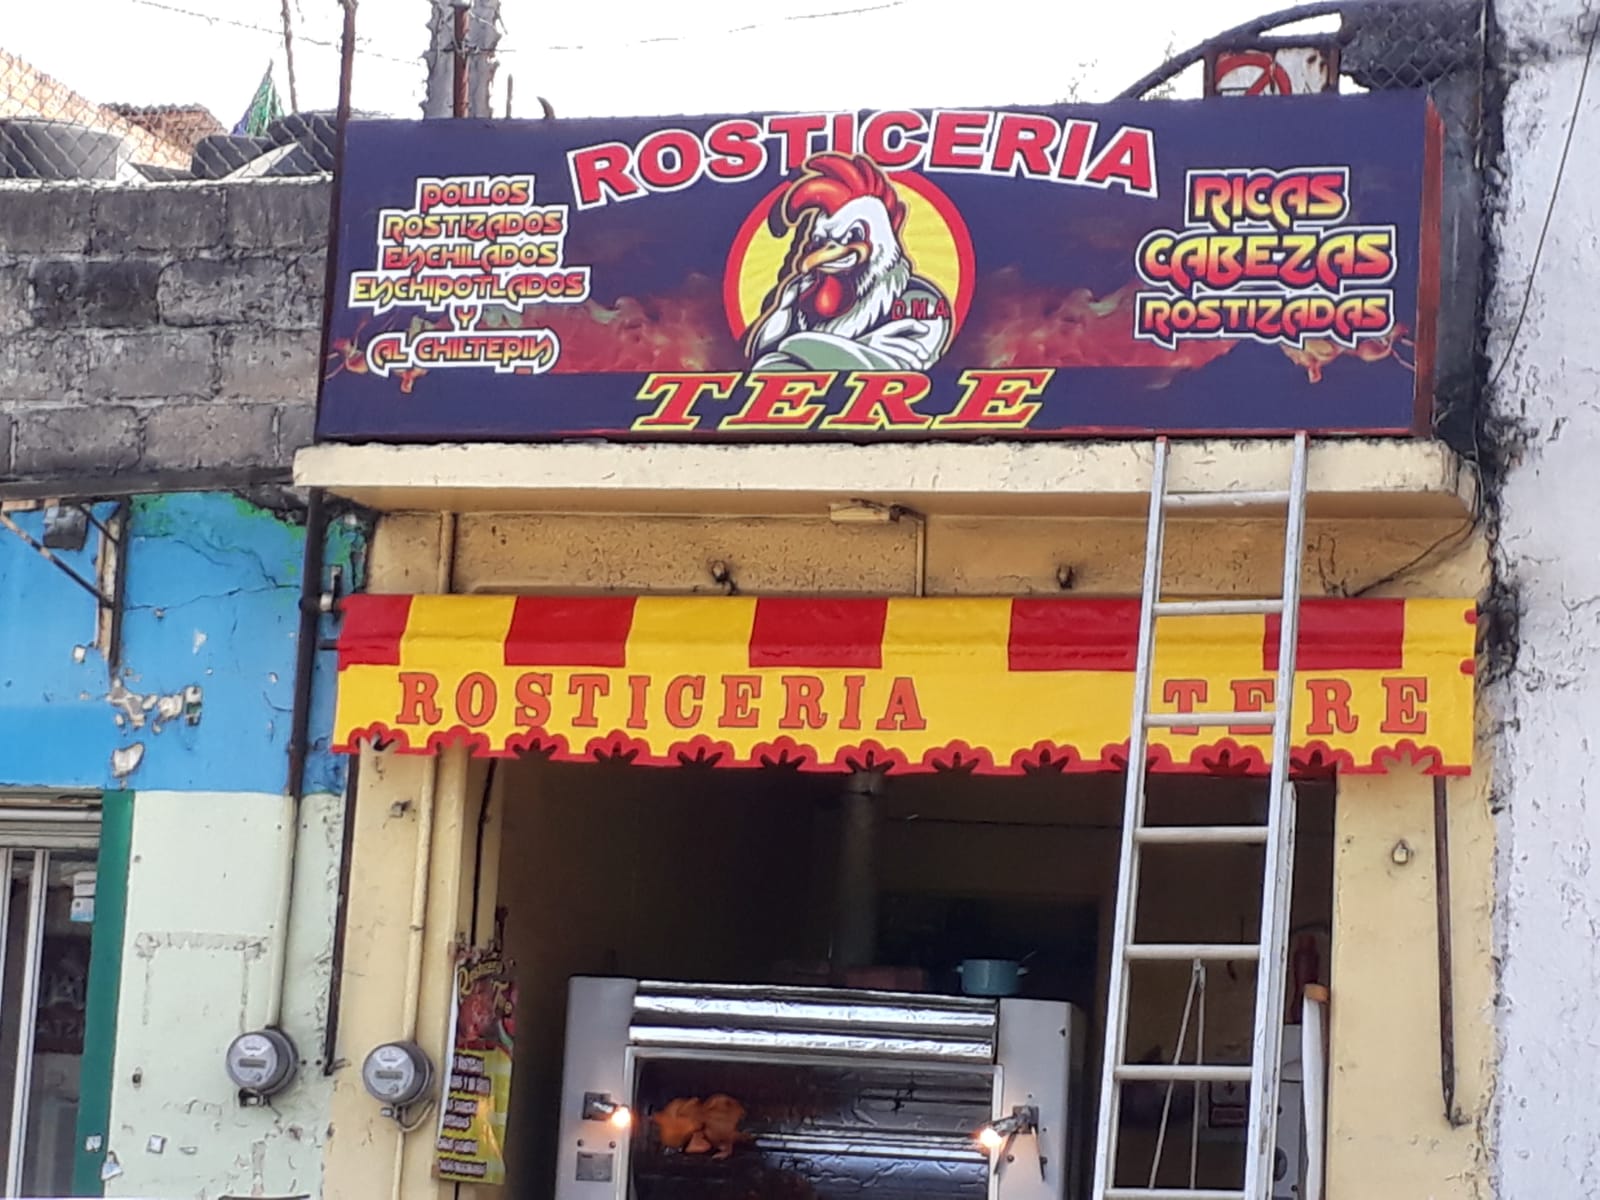 ROSTICERIA
POLLOS
ROSTIZADOS
ENCHILADOS
ENCHIPOTLADOS
Y
AL CHILTEPIN
D.M.A
RICAS
CABEZAS
ROSTIZADAS
TERE
ROSTICERIA TERE